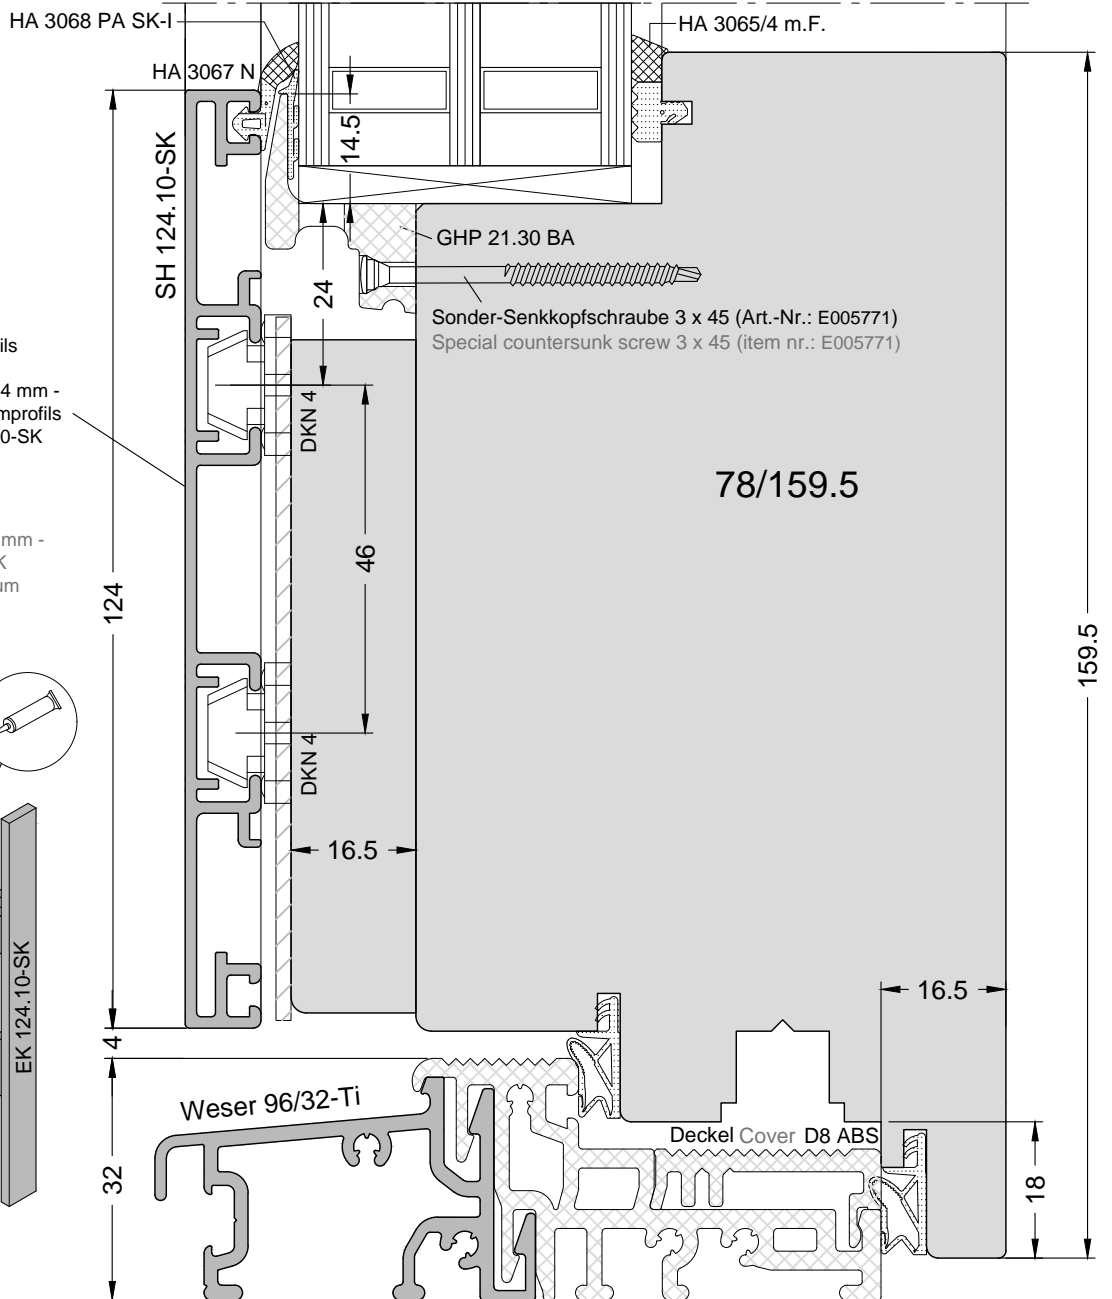 HA 3068 PA SK-I
HA 3065/4 m.F.
HA 3067 N
14.5
SH 124.10-SK
GHP 21.30 BA
24
Sonder-Senkkopfschraube 3 x 45 (Art.-Nr.: E005771)
Special countersunk screw 3 x 45 (item nr.: E005771)
ils
4 mm -
nprofils
0-SK
DKN 4
78/159.5
mm -
K
um
46
124
159.5
DKN 4
16.5
EK 124.10-SK
16.5
4
Weser 96/32-Ti
Deckel Cover D8 ABS
32
18